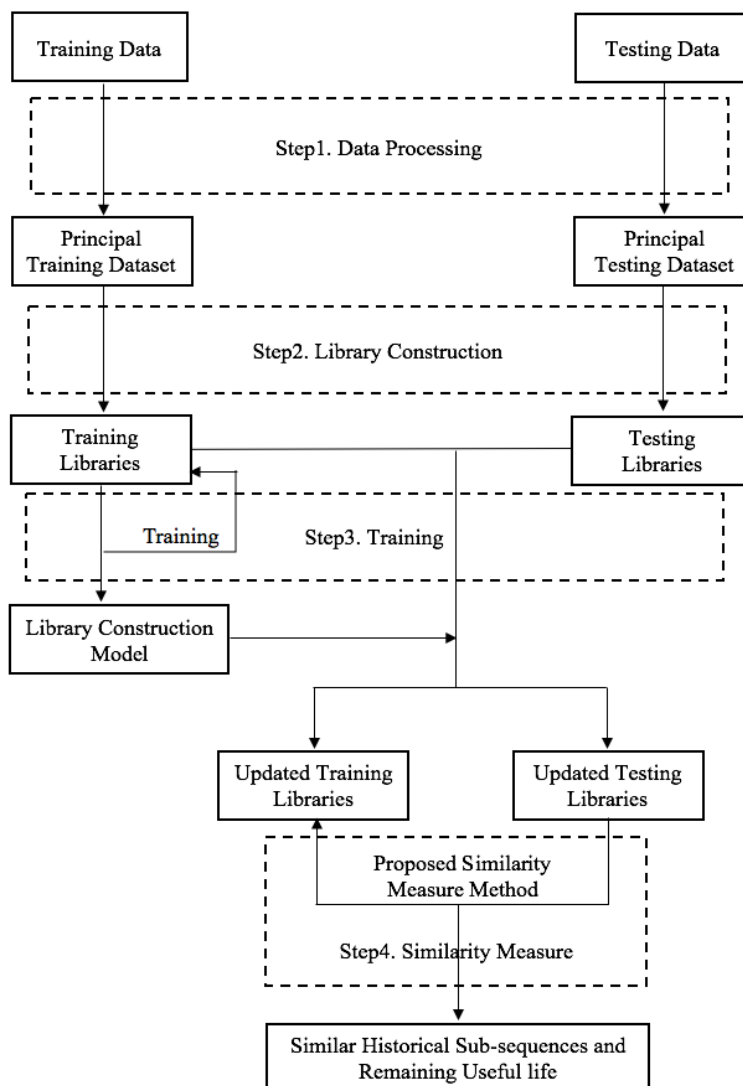 Training Data
Testing Data
Step1. Data Processing
Principal
Training Dataset
Principal
Testing Dataset
Step2. Library Construction
Training
Libraries
Testing
Libraries
Training
Step3. Training
Library Construction
Model
Updated Training
Libraries
Updated Testing
Libraries
Proposed Similarity
Measure Method
Step4. Similarity Measure
Similar Historical Sub-sequences and
Remaining Useful life